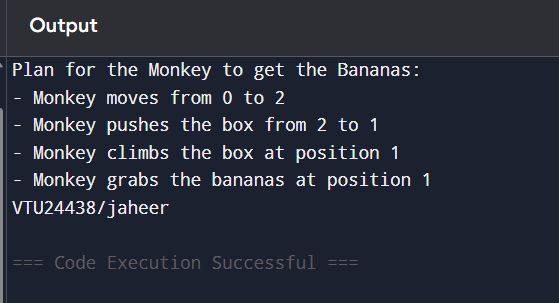 Output
Plan for the Monkey to get the Bananas:
- Monkey moves from 0 to 2
- Monkey pushes the box from 2 to 1
- Monkey climbs the box at position 1
- Monkey grabs the bananas at position 1
VTU24438/jaheer
=== Code Execution Successful ===